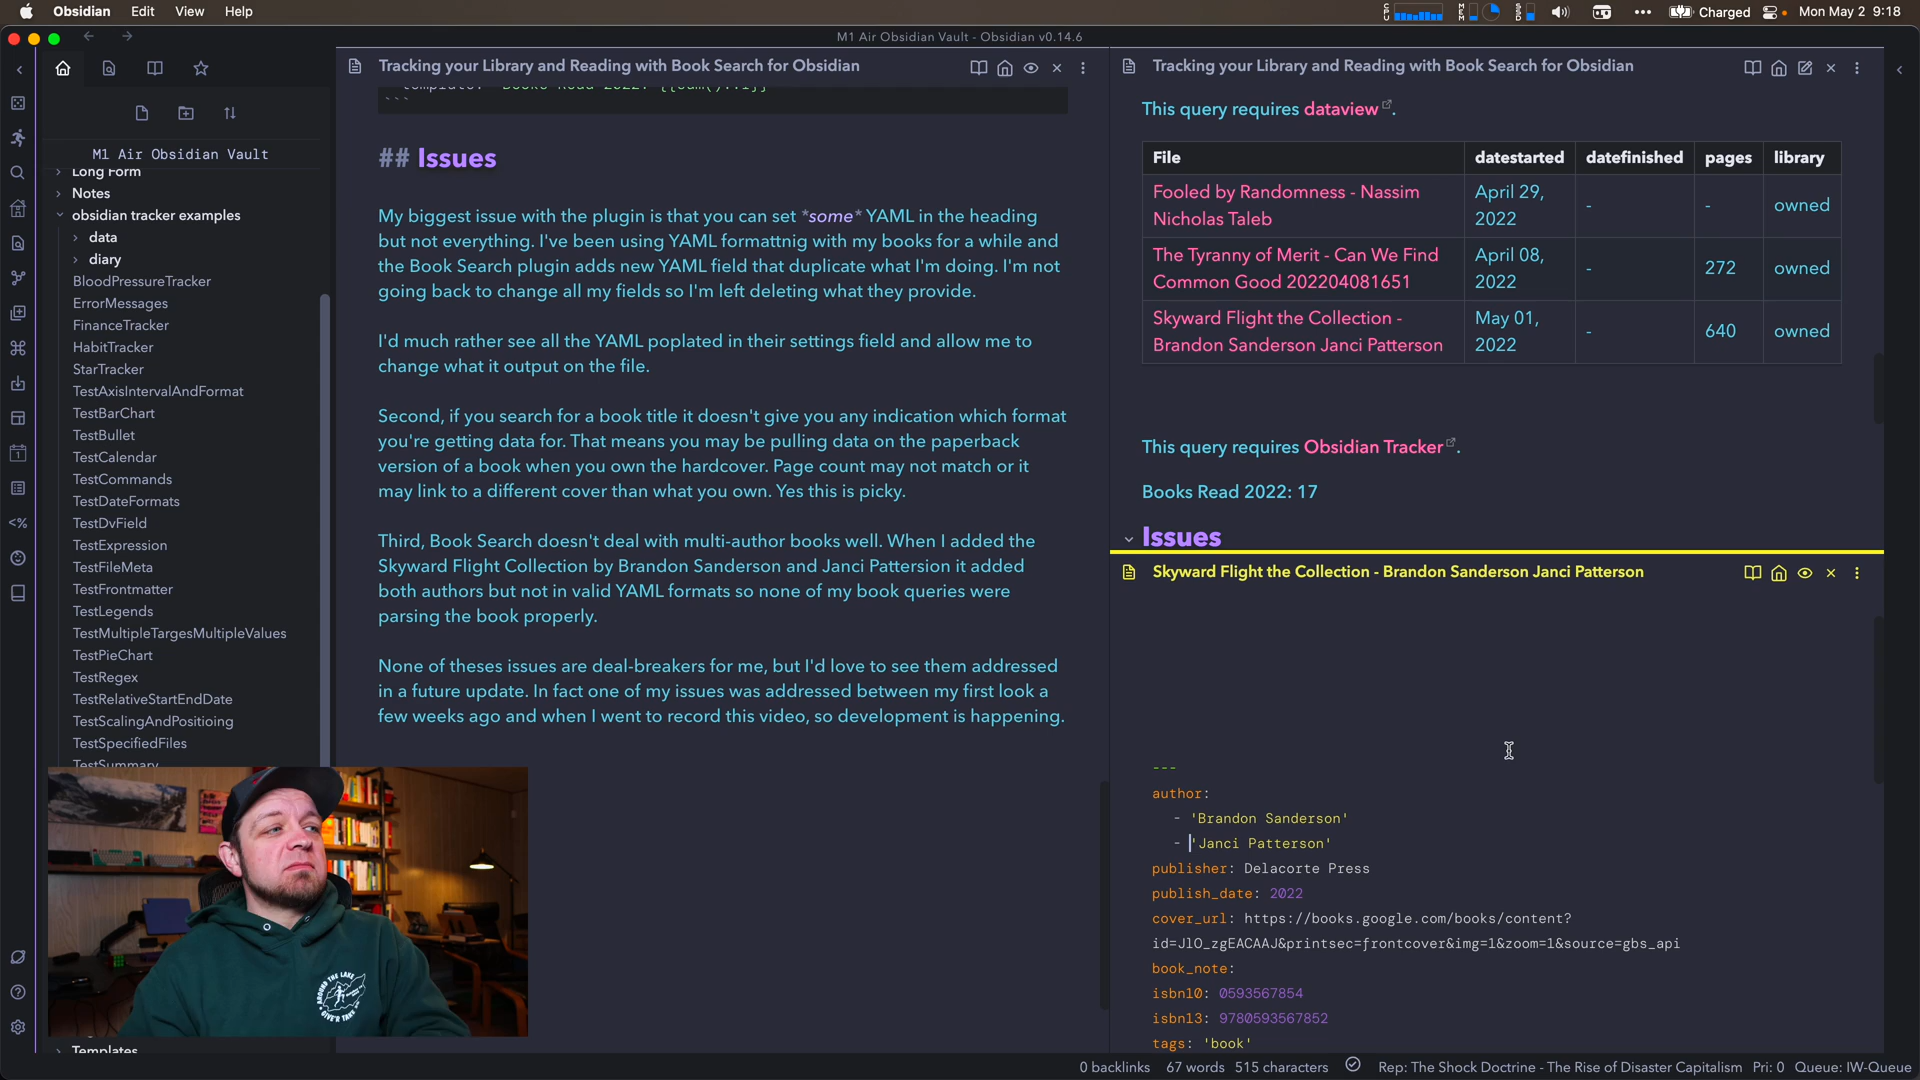 Obsidian Edit View Help
Charged Mon May 2 9:18
M1 Air Obsidian Vault - Obsidian v0.14.6
M1 Air Obsidian Vault
Long Form
Notes
obsidian tracker examples
data
diary
BloodPressureTracker
ErrorMessages
FinanceTracker
HabitTracker
StarTracker
TestAxisIntervalAndFormat
TestBarChart
TestBullet
TestCalendar
TestCommands
TestDateFormats
TestDvField
TestExpression
TestFileMeta
TestFrontmatter
TestLegends
TestMultipleTargesMultipleValues
TestPieChart
TestRegex
TestRelativeStartEndDate
TestScalingAndPositioing
TestSpecifiedFiles
TestSummary
Templates
Tracking your Library and Reading with Book Search for Obsidian
template: "Books Read 2022: {{sum()::i}}"
```
## Issues
My biggest issue with the plugin is that you can set *some* YAML in the heading
but not everything. I've been using YAML formattnig with my books for a while and
the Book Search plugin adds new YAML field that duplicate what I'm doing. I'm not
going back to change all my fields so I'm left deleting what they provide.
I'd much rather see all the YAML poplated in their settings field and allow me to
change what it output on the file.
Second, if you search for a book title it doesn't give you any indication which format
you're getting data for. That means you may be pulling data on the paperback
version of a book when you own the hardcover. Page count may not match or it
may link to a different cover than what you own. Yes this is picky.
Third, Book Search doesn't deal with multi-author books well. When I added the
Skyward Flight Collection by Brandon Sanderson and Janci Pattersion it added
both authors but not in valid YAML formats so none of my book queries were
parsing the book properly.
None of theses issues are deal-breakers for me, but I'd love to see them addressed
in a future update. In fact one of my issues was addressed between my first look a
few weeks ago and when I went to record this video, so development is happening.
AROUND THE LAKE
GIVE'R TAKE
Tracking your Library and Reading with Book Search for Obsidian
This query requires dataview.
File datestarted datefinished pages library
Fooled by Randomness - Nassim Nicholas Taleb April 29, 2022 - - owned
The Tyranny of Merit - Can We Find Common Good 202204081651 April 08, 2022 - 272 owned
Skyward Flight the Collection - Brandon Sanderson Janci Patterson May 01, 2022 - 640 owned
This query requires Obsidian Tracker.
Books Read 2022: 17
Issues
Skyward Flight the Collection - Brandon Sanderson Janci Patterson
---
author:
- 'Brandon Sanderson'
- 'Janci Patterson'
publisher: Delacorte Press
publish_date: 2022
cover_url: https://books.google.com/books/content?
id=JlO_zgEACAAJ&printsec=frontcover&img=1&zoom=1&source=gbs_api
book_note:
isbn10: 0593567854
isbn13: 9780593567852
tags: 'book'
0 backlinks 67 words 515 characters Rep: The Shock Doctrine - The Rise of Disaster Capitalism Pri: 0 Queue: IW-Queue